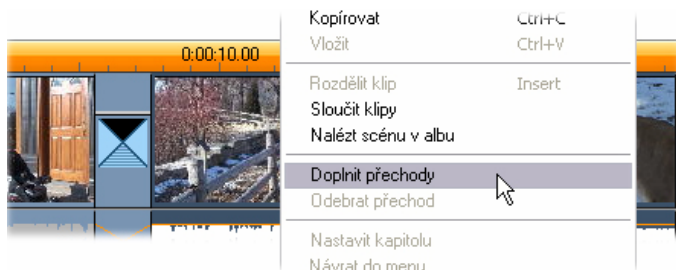 Kopírovat Ctrl+C
Vložit Ctrl+V
0:00:10.00
Rozdělit klip Insert
Sloučit klipy
Nalézt scénu v albu
Doplnit přechody
Odebrat přechod
Nastavit kapitolu
Návrat do menu